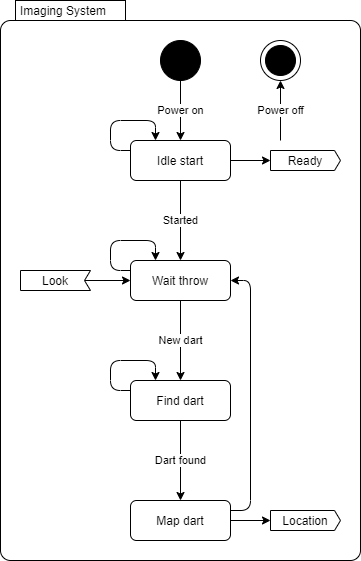 Imaging System
Power on
Power off
Idle start
Ready
Started
Look
Wait throw
New dart
Find dart
Dart found
Map dart
Location